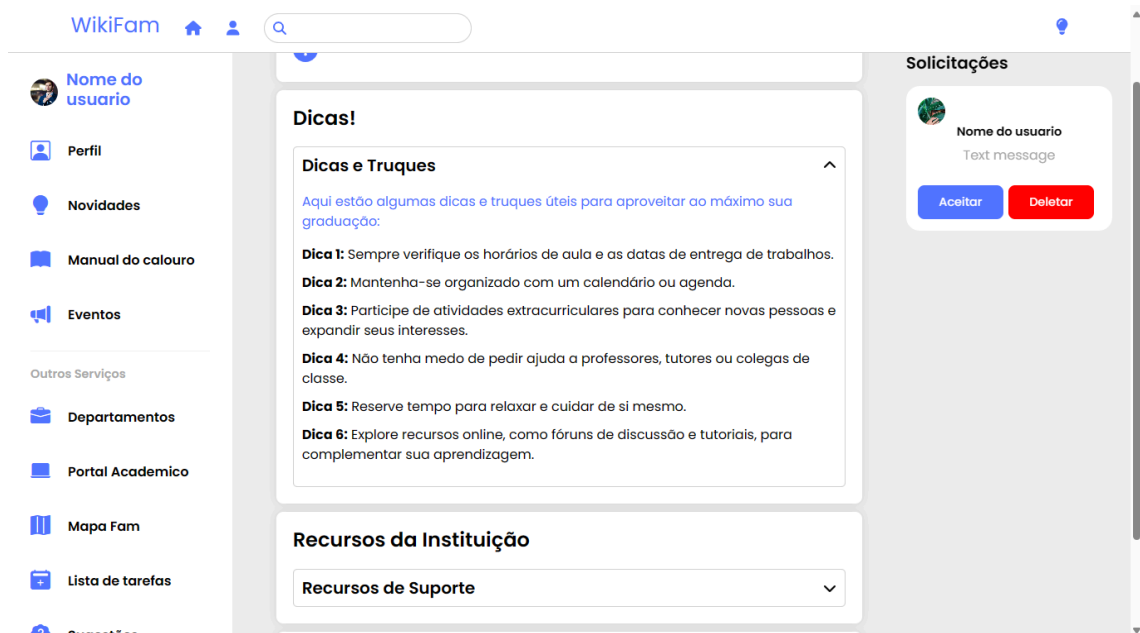 WikiFam
Nome do
usuario
Perfil
Novidades
Manual do calouro
Eventos
Outros Serviços
Departamentos
Portal Academico
Mapa Fam
Lista de tarefas
Sugestões
Dicas!
Dicas e Truques
Aqui estão algumas dicas e truques úteis para aproveitar ao máximo sua
graduação:
Dica 1: Sempre verifique os horários de aula e as datas de entrega de trabalhos.
Dica 2: Mantenha-se organizado com um calendário ou agenda.
Dica 3: Participe de atividades extracurriculares para conhecer novas pessoas e
expandir seus interesses.
Dica 4: Não tenha medo de pedir ajuda a professores, tutores ou colegas de
classe.
Dica 5: Reserve tempo para relaxar e cuidar de si mesmo.
Dica 6: Explore recursos online, como fóruns de discussão e tutoriais, para
complementar sua aprendizagem.
Recursos da Instituição
Recursos de Suporte
Solicitações
Nome do usuario
Text message
Aceitar
Deletar